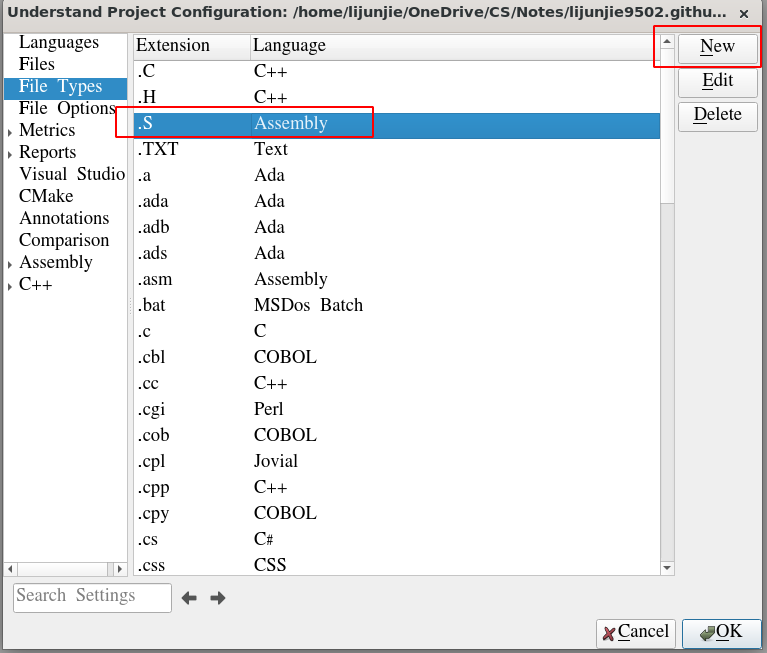 Understand Project Configuration: /home/lijunjie/OneDrive/CS/Notes/lijunjie9502.githu...
Languages
Files
File Types
File Options
Metrics
Reports
Visual Studio
CMake
Annotations
Comparison
Assembly
C++
Extension Language
.C C++
.H C++
.S Assembly
.TXT Text
.a Ada
.ada Ada
.adb Ada
.ads Ada
.asm Assembly
.bat MSDos Batch
.c C
.cbl COBOL
.cc C++
.cgi Perl
.cob COBOL
.cpl Jovial
.cpp C++
.cpy COBOL
.cs C#
.css CSS
New
Edit
Delete
Search Settings
Cancel OK